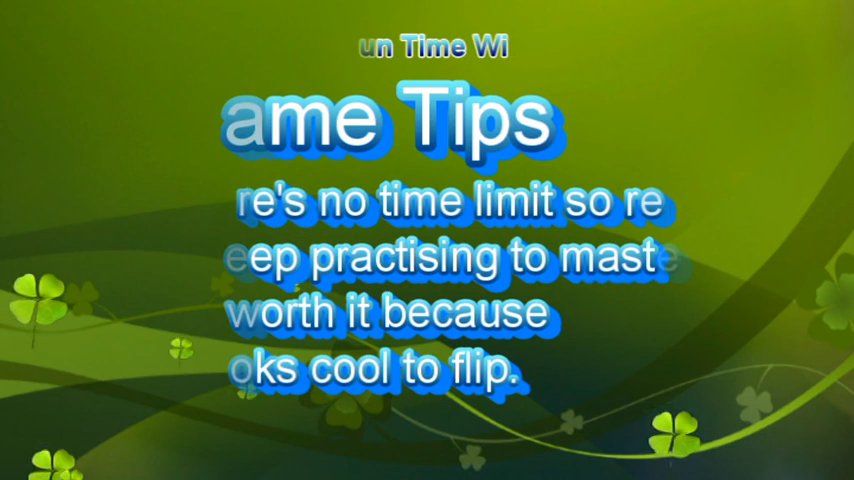 un Time Wi
ame Tips
re's no time limit so re
eep practising to maste
worth it because
oks cool to flip.